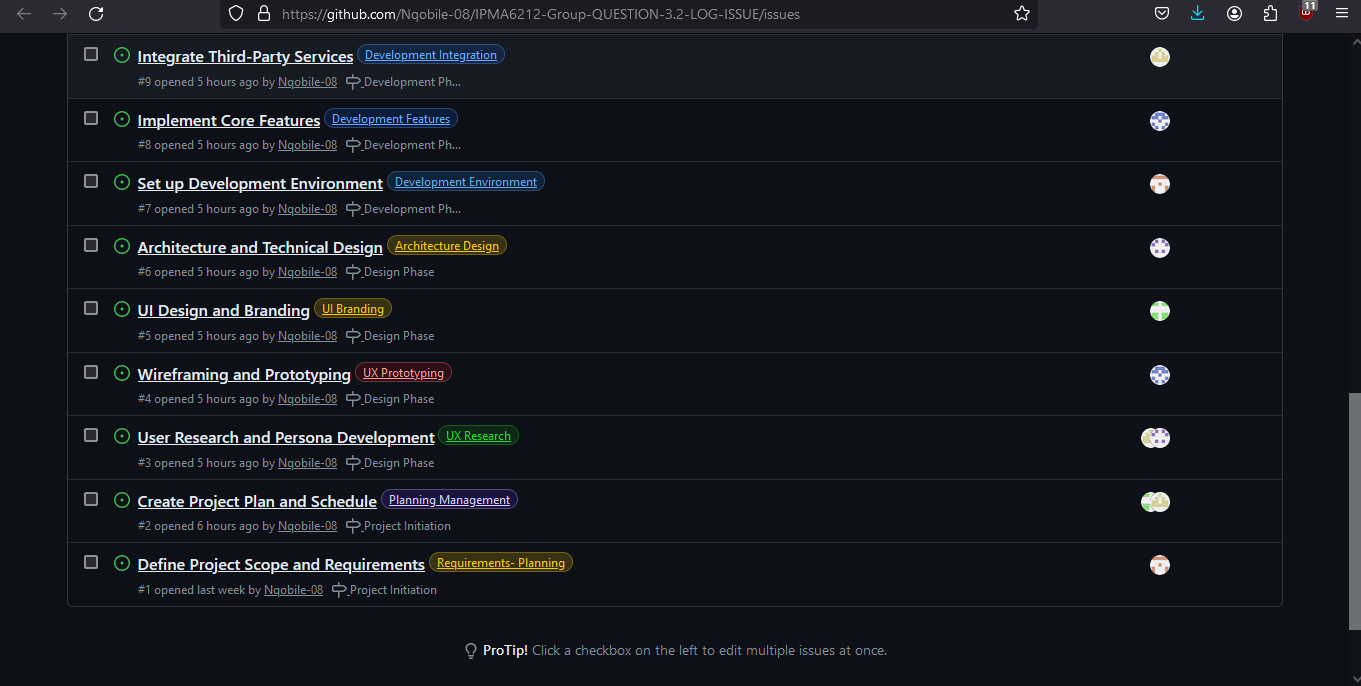 https://github.com/Nqobile-08/IPMA6212-Group-QUESTION-3.2-LOG-ISSUE/issues
11
Integrate Third-Party Services Development Integration
#9 opened 5 hours ago by Nqobile-08 Development Ph...
Implement Core Features Development Features
#8 opened 5 hours ago by Nqobile-08 Development Ph...
Set up Development Environment Development Environment
#7 opened 5 hours ago by Nqobile-08 Development Ph...
Architecture and Technical Design Architecture Design
#6 opened 5 hours ago by Nqobile-08 Design Phase
UI Design and Branding UI Branding
#5 opened 5 hours ago by Nqobile-08 Design Phase
Wireframing and Prototyping UX Prototyping
#4 opened 5 hours ago by Nqobile-08 Design Phase
User Research and Persona Development UX Research
#3 opened 5 hours ago by Nqobile-08 Design Phase
Create Project Plan and Schedule Planning Management
#2 opened 6 hours ago by Nqobile-08 Project Initiation
Define Project Scope and Requirements Requirements- Planning
#1 opened last week by Nqobile-08 Project Initiation
ProTip! Click a checkbox on the left to edit multiple issues at once.